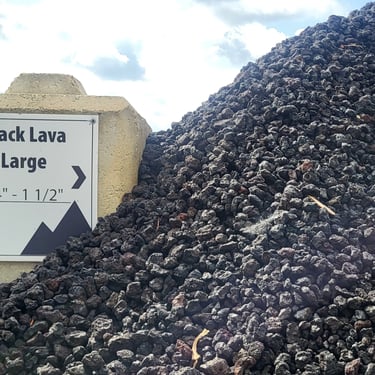 ack Lava
Large
" - 1 1/2"